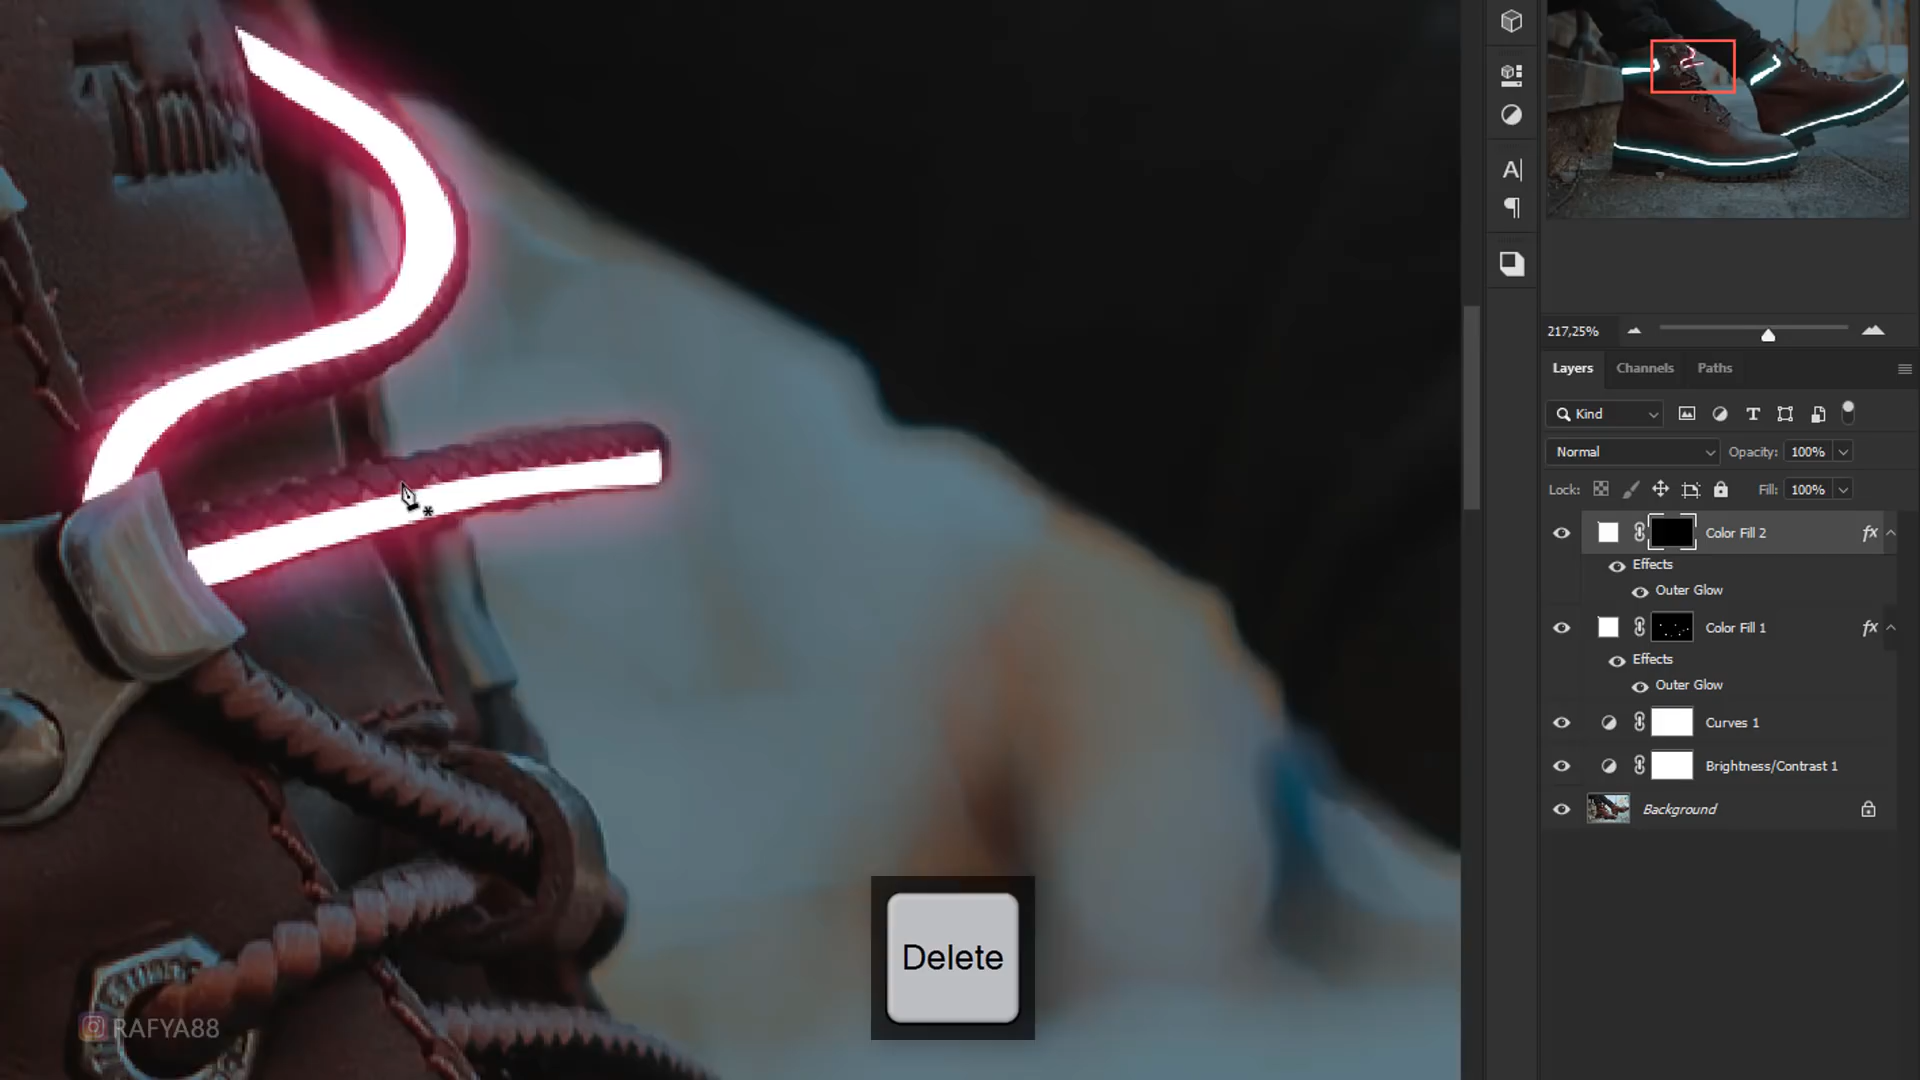 A|
¶
217,25%
Layers
Channels
Paths
Kind
T
Normal
Opacity: 100%
Lock:
Fill: 100%
Color Fill 2
fx
Effects
Outer Glow
Color Fill 1
fx
Effects
Outer Glow
Curves 1
Brightness/Contrast 1
Background
Delete
RAFYA88